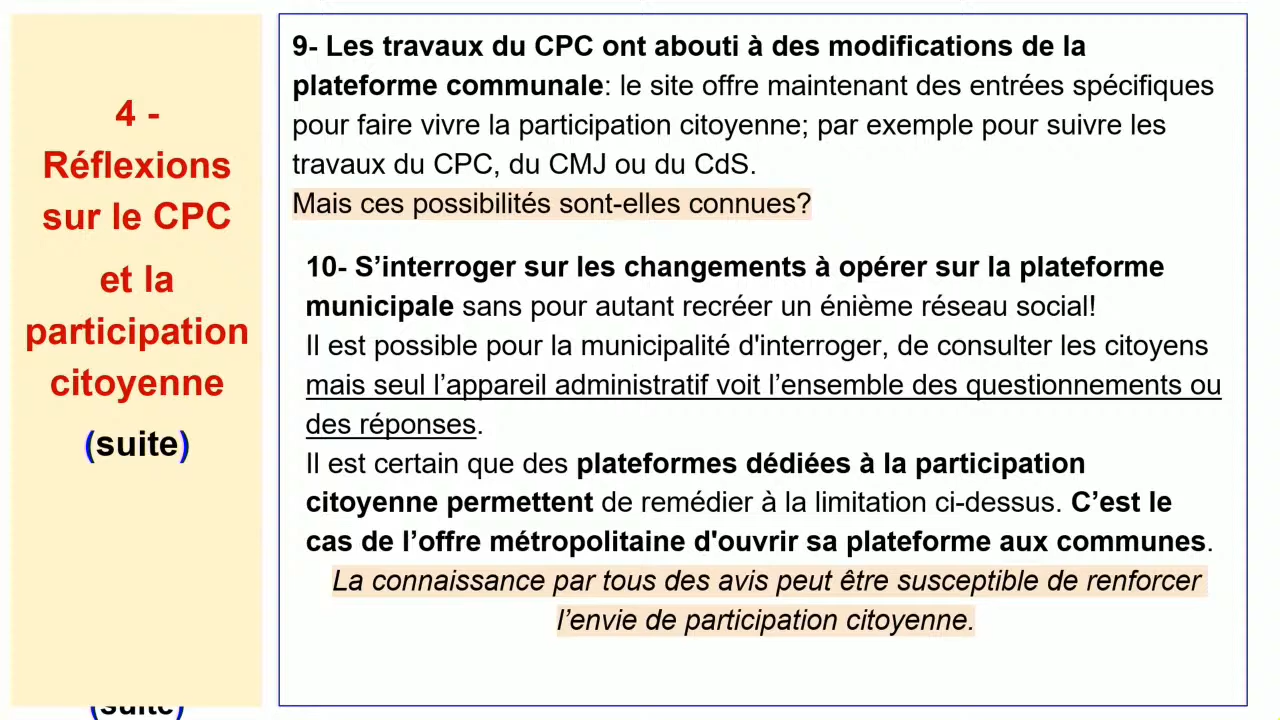 4 -
Réflexions
sur le CPC
et la
participation
citoyenne
(suite)
(suite)
9- Les travaux du CPC ont abouti à des modifications de la
plateforme communale: le site offre maintenant des entrées spécifiques
pour faire vivre la participation citoyenne; par exemple pour suivre les
travaux du CPC, du CMJ ou du CdS.
Mais ces possibilités sont-elles connues?
10- S’interroger sur les changements à opérer sur la plateforme
municipale sans pour autant recréer un énième réseau social!
Il est possible pour la municipalité d'interroger, de consulter les citoyens
mais seul l’appareil administratif voit l’ensemble des questionnements ou
des réponses.
Il est certain que des plateformes dédiées à la participation
citoyenne permettent de remédier à la limitation ci-dessus. C’est le
cas de l’offre métropolitaine d'ouvrir sa plateforme aux communes.
La connaissance par tous des avis peut être susceptible de renforcer
l’envie de participation citoyenne.